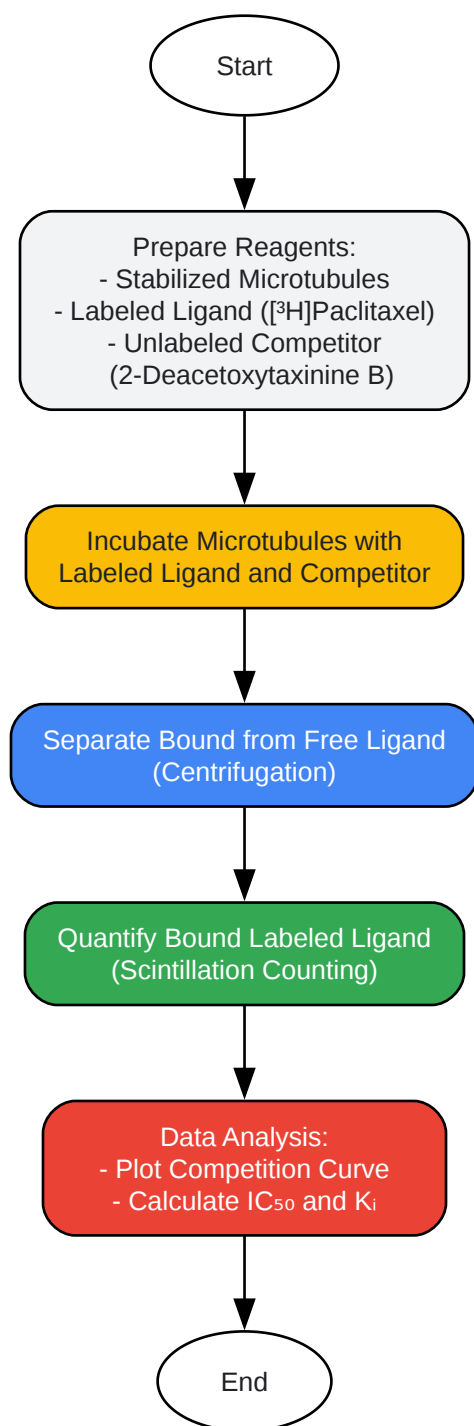 Start
Prepare Reagents:
- Stabilized Microtubules
- Labeled Ligand ([³H]Paclitaxel)
- Unlabeled Competitor
(2-Deacetoxytaxinine B)
Incubate Microtubules with
Labeled Ligand and Competitor
Separate Bound from Free Ligand
(Centrifugation)
Quantify Bound Labeled Ligand
(Scintillation Counting)
Data Analysis:
- Plot Competition Curve
- Calculate IC₅₀ and Kᵢ
End